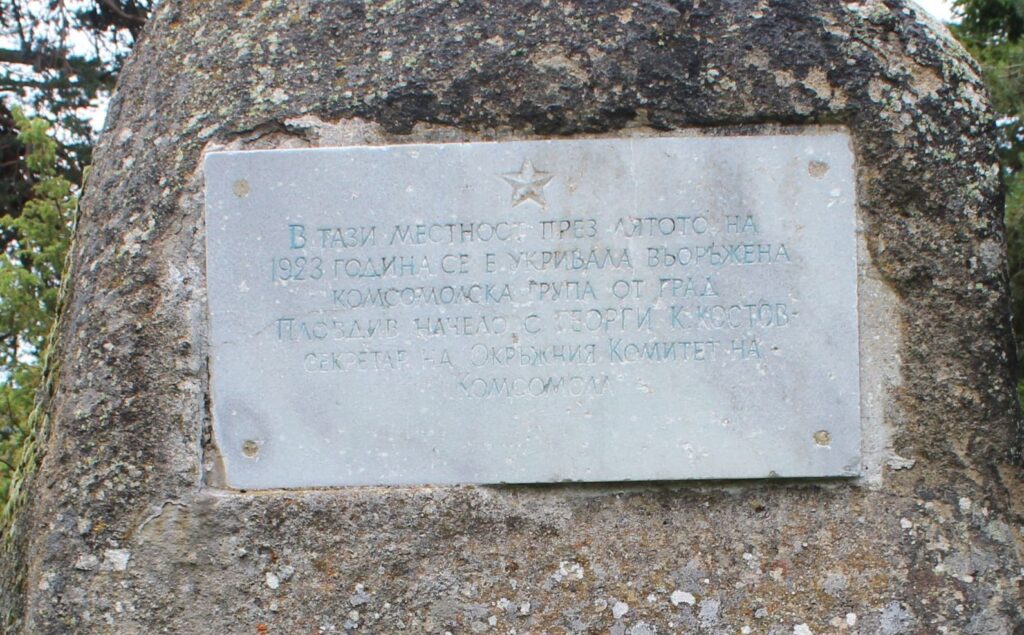 В ТАЗИ МЕСТНОСТ ПРЕЗ ЛЯТОТО НА
1923 ГОДИНА СЕ Е УКРИВАЛА ВЪОРЪЖЕНА
КОМСОМОЛСКА ГРУПА ОТ ГРАД
ПЛОВДИВ НАЧЕЛО С ГЕОРГИ К. КОСТОВ-
СЕКРЕТАР НА ОКРЪЖНИЯ КОМИТЕТ НА
КОМСОМОЛА